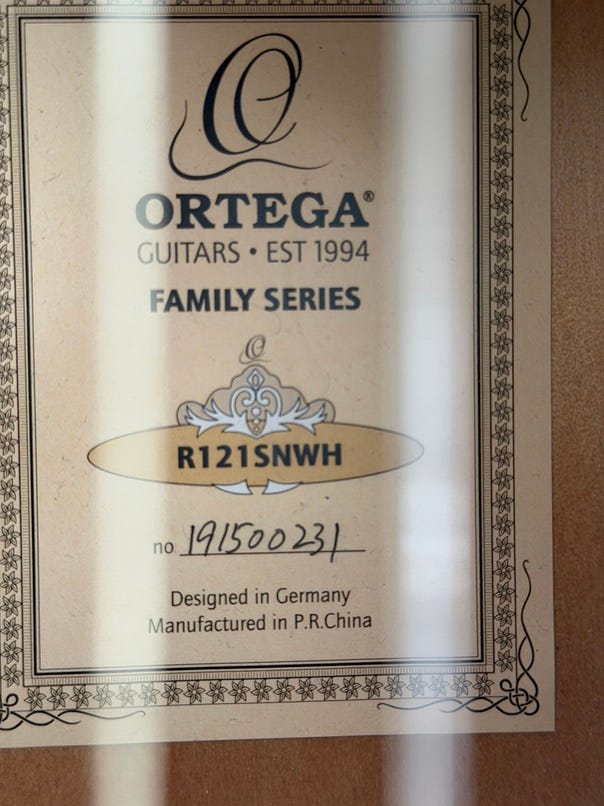 ORTEGA®
GUITARS • EST 1994
FAMILY SERIES
R121SNWH
no 191500231
Designed in Germany
Manufactured in P.R.China